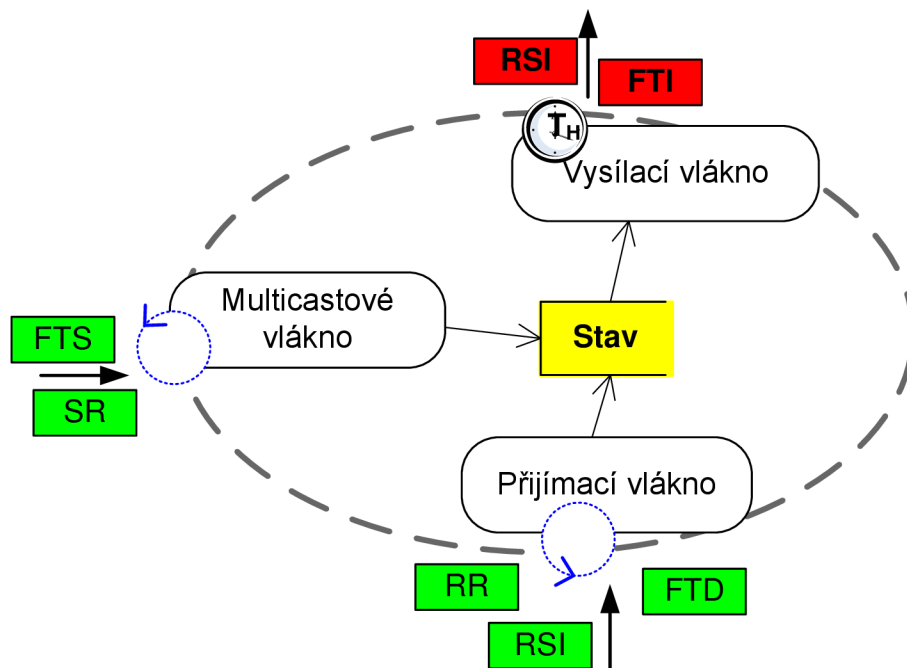 RSI
FTI
TH
Vysílací vlákno
Multicastové
vlákno
FTS
SR
Stav
Přijímací vlákno
RR
FTD
RSI